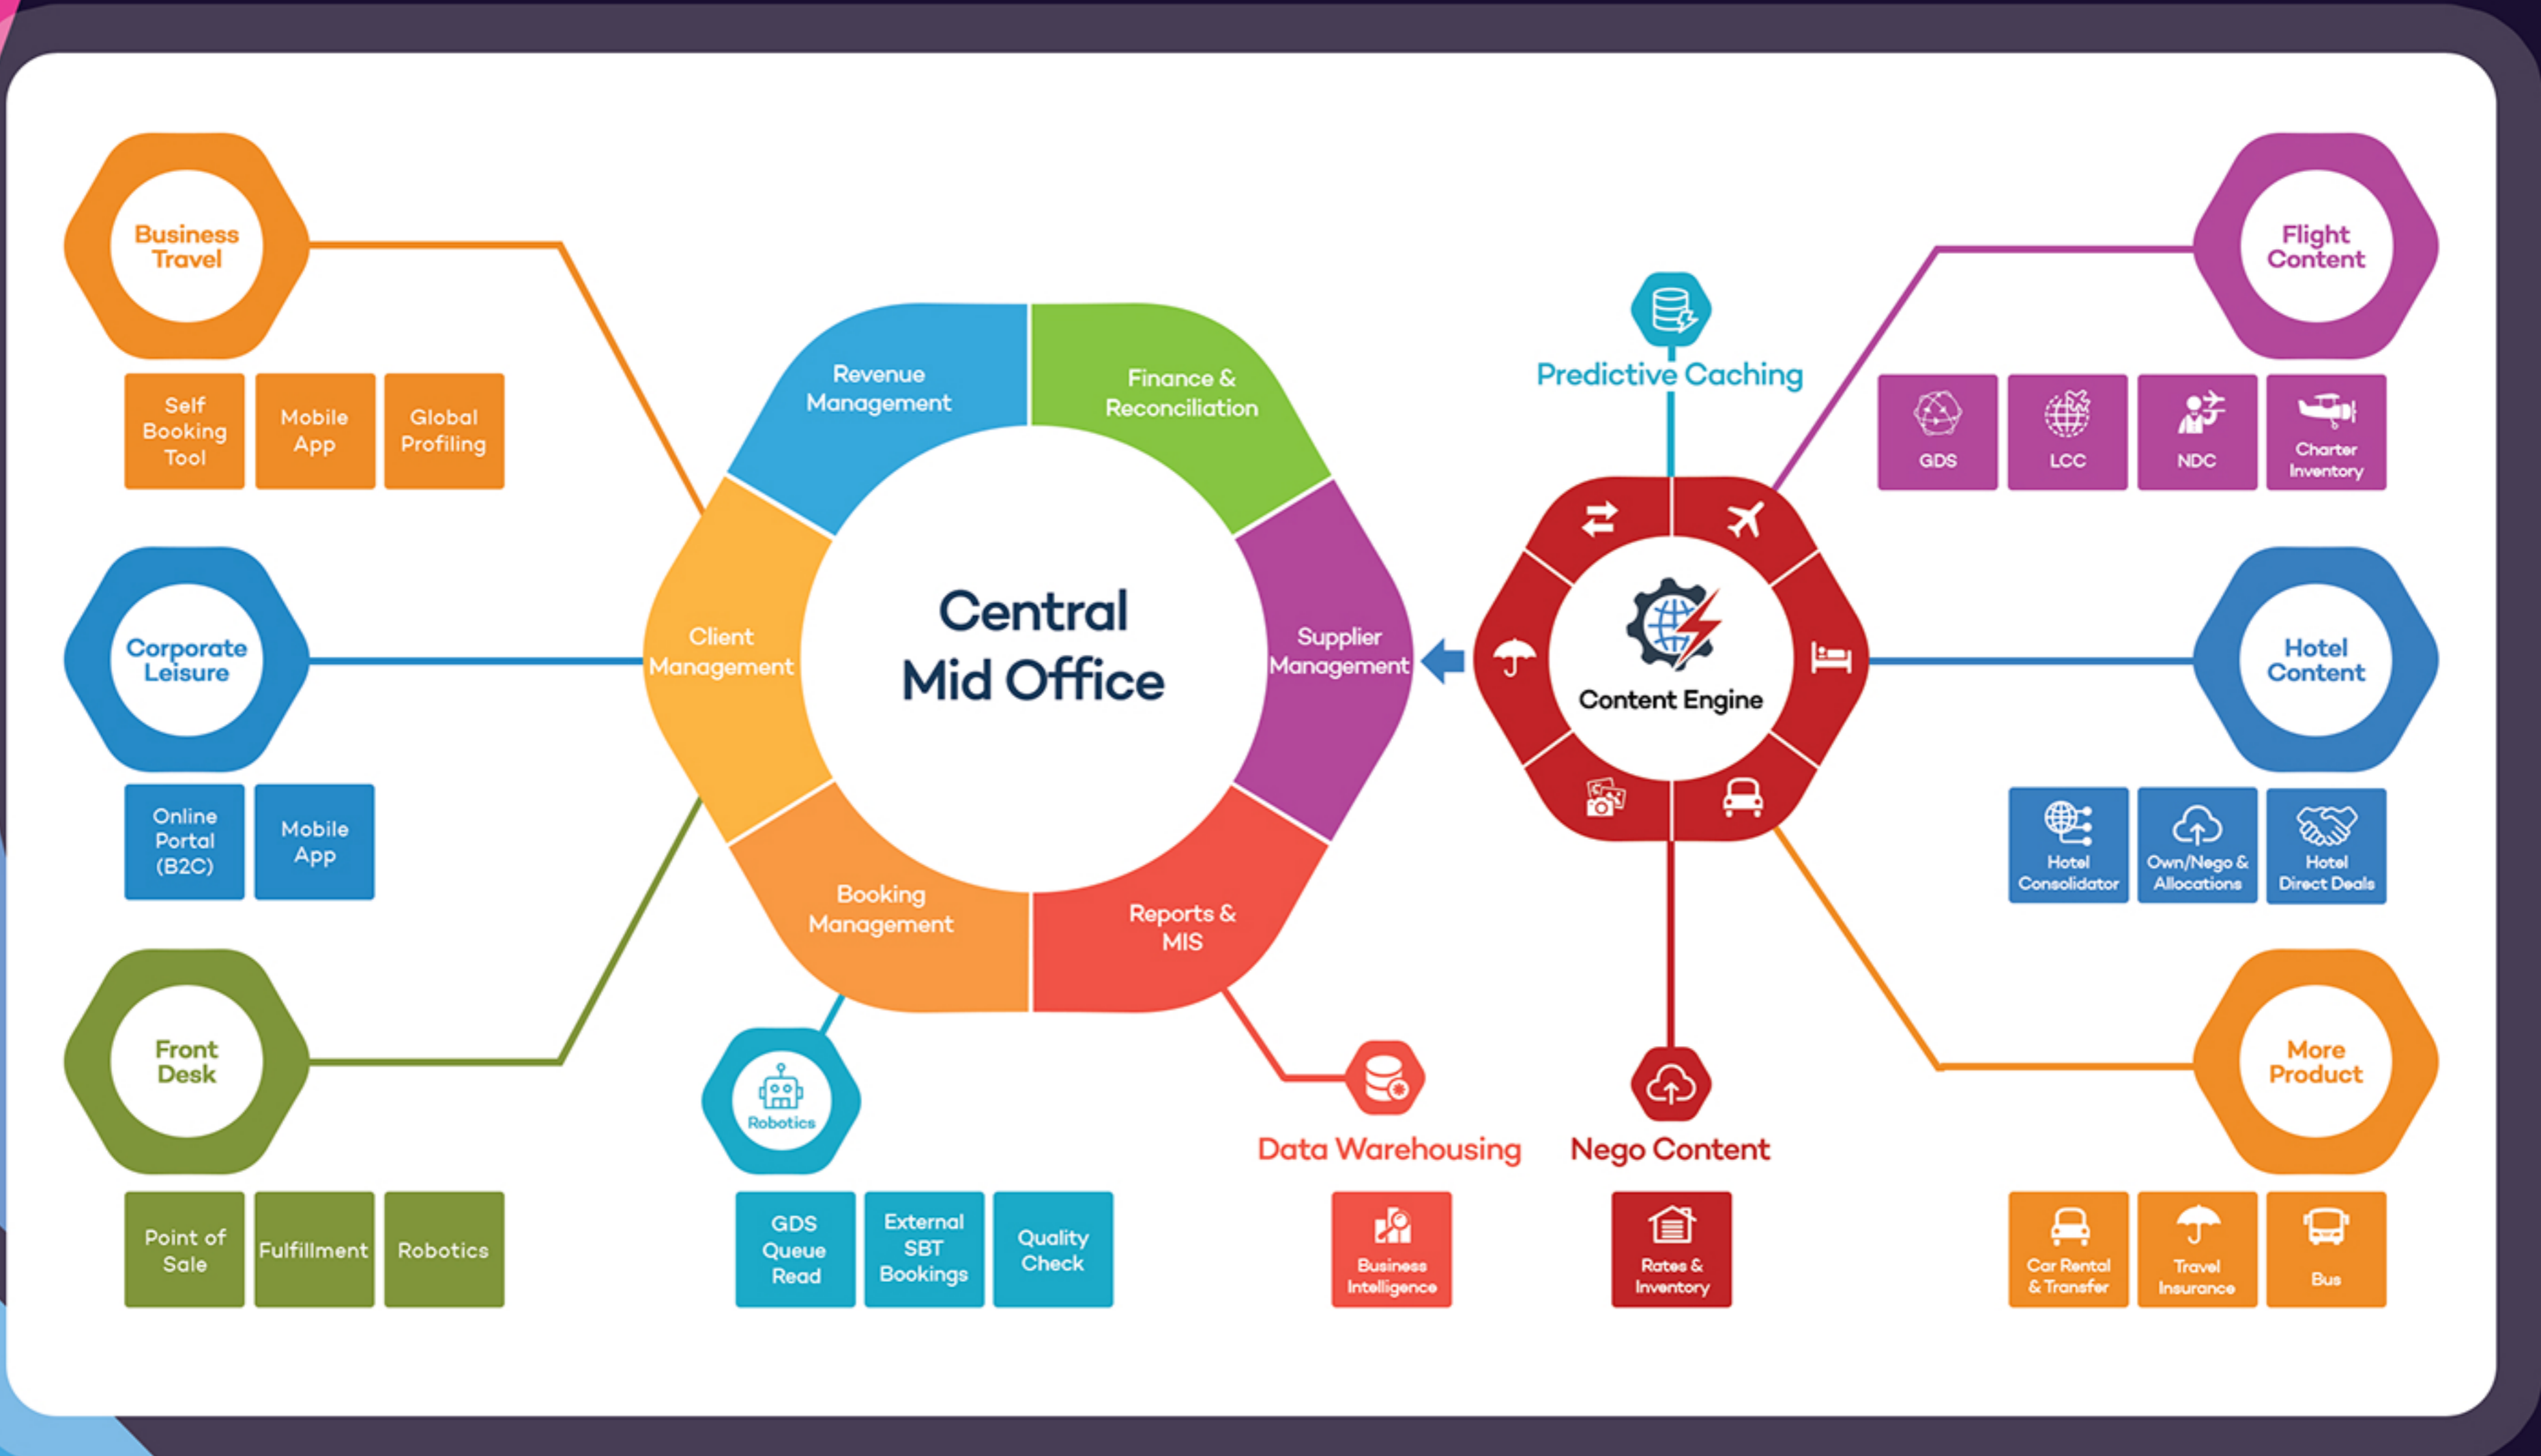 Business
Travel
Self
Booking
Tool
Mobile
App
Global
Profiling
Corporate
Leisure
Online
Portal
(B2C)
Mobile
App
Front
Desk
Point of
Sale
Fulfillment
Robotics
Revenue
Management
Finance &
Reconciliation
Client
Management
Central
Mid Office
Supplier
Management
Booking
Management
Reports &
MIS
Robotics
GDS
Queue
Read
External
SBT
Bookings
Quality
Check
Data Warehousing
Business
Intelligence
Predictive Caching
Content Engine
Nego Content
Rates &
Inventory
Flight
Content
GDS
LCC
NDC
Charter
Inventory
Hotel
Content
Hotel
Consolidator
Own/Nego &
Allocations
Hotel
Direct Deals
More
Product
Car Rental
& Transfer
Travel
Insurance
Bus